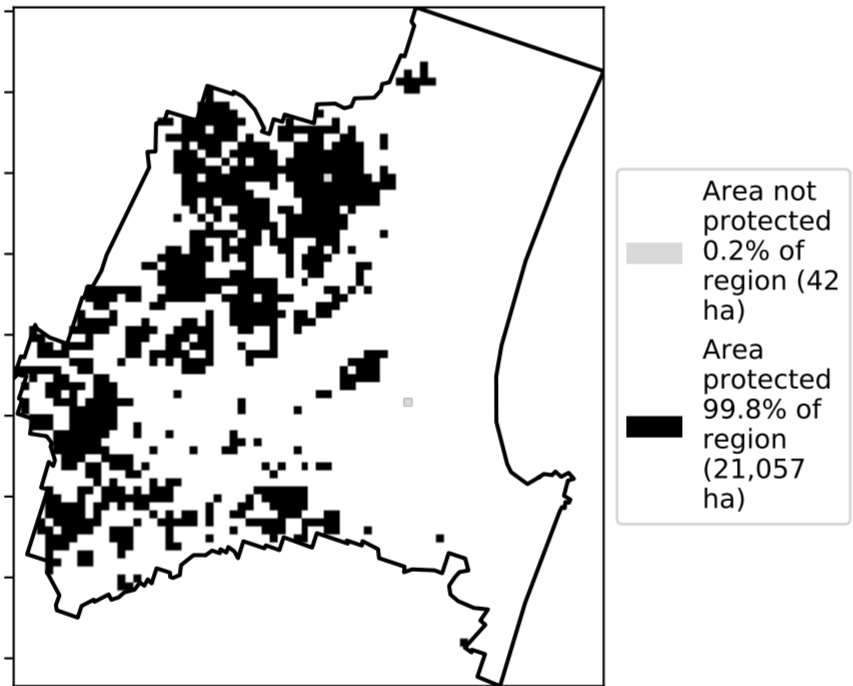 Area not
protected
0.2% of
region (42
ha)
Area
protected
99.8% of
region
(21,057
ha)